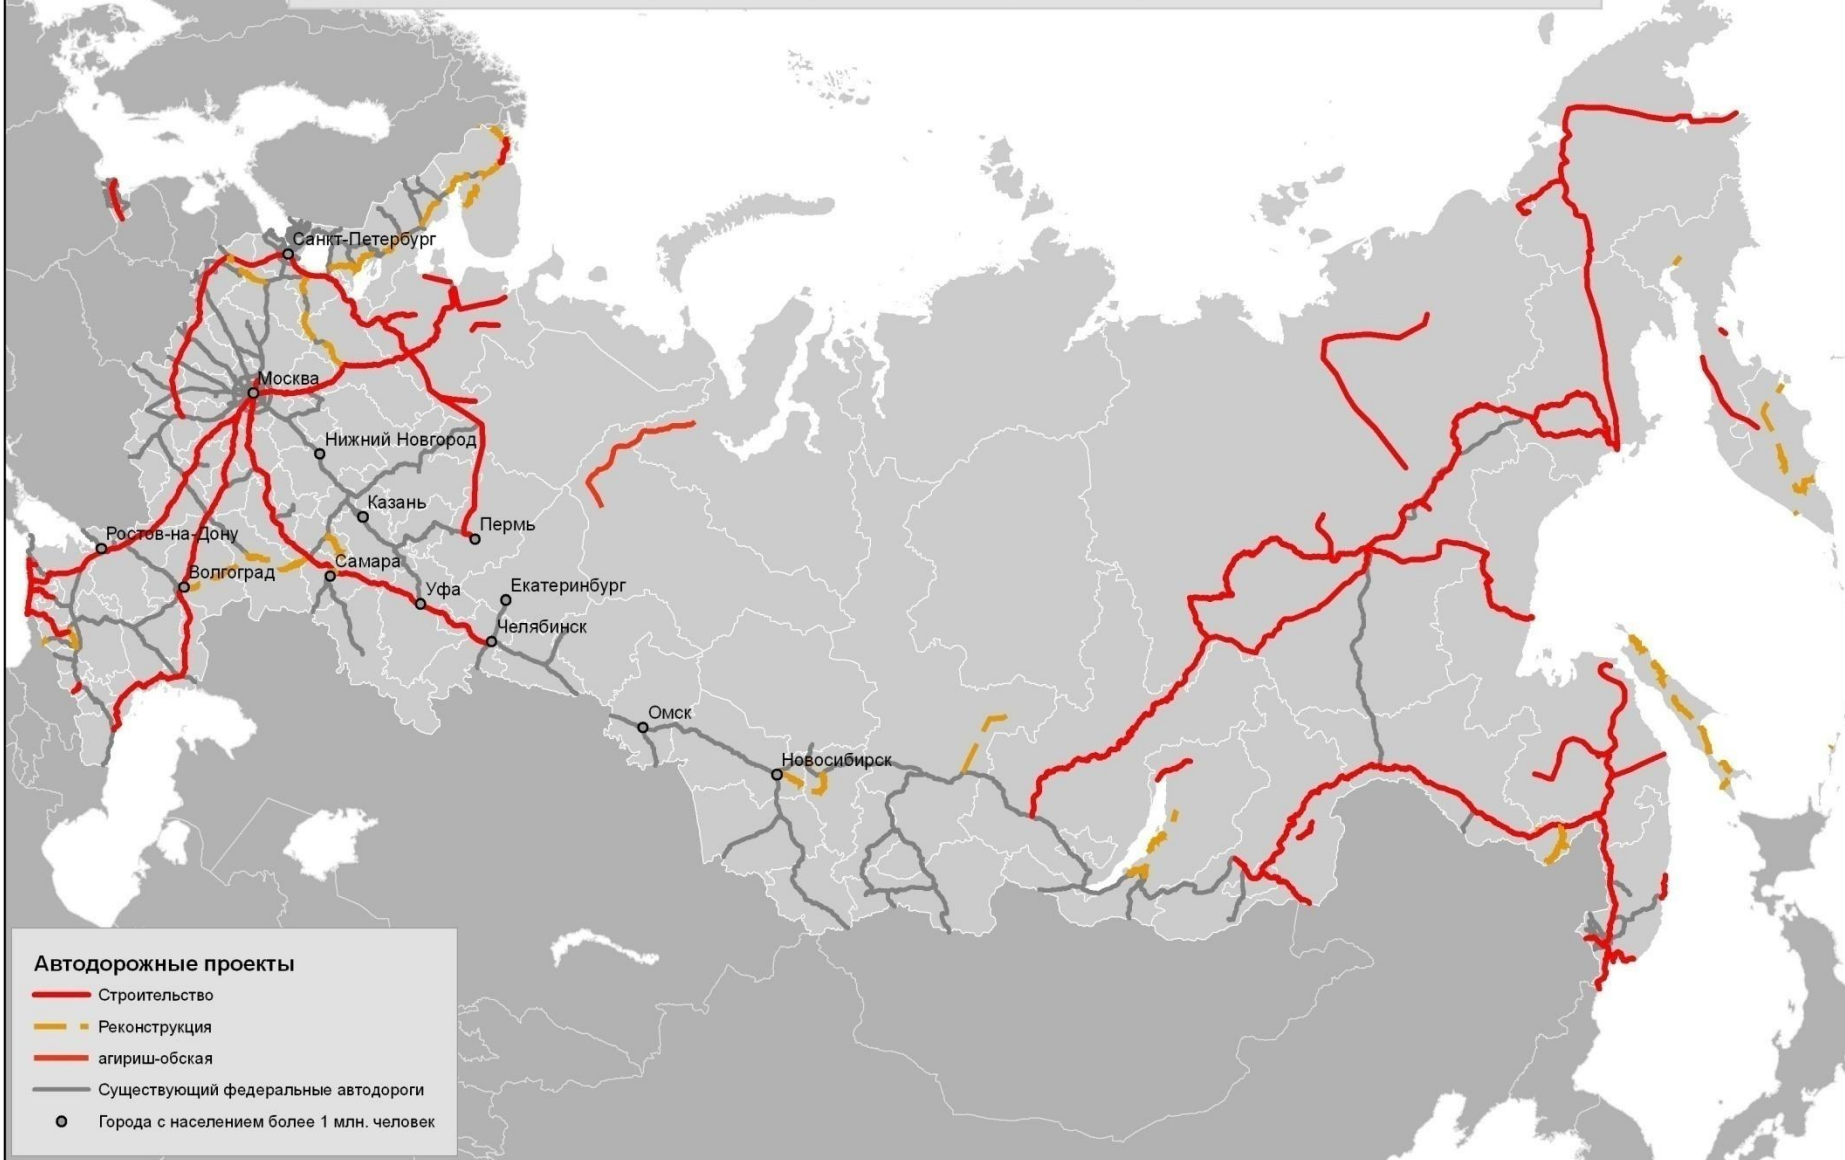 Санкт-Петербург
Москва
Нижний Новгород
Казань
Пермь
Ростов-на-Дону
Волгоград
Самара
Уфа
Екатеринбург
Челябинск
Омск
Новосибирск
Автодорожные проекты
Строительство
Реконструкция
агириш-обская
Существующий федеральные автодороги
Города с населением более 1 млн. человек